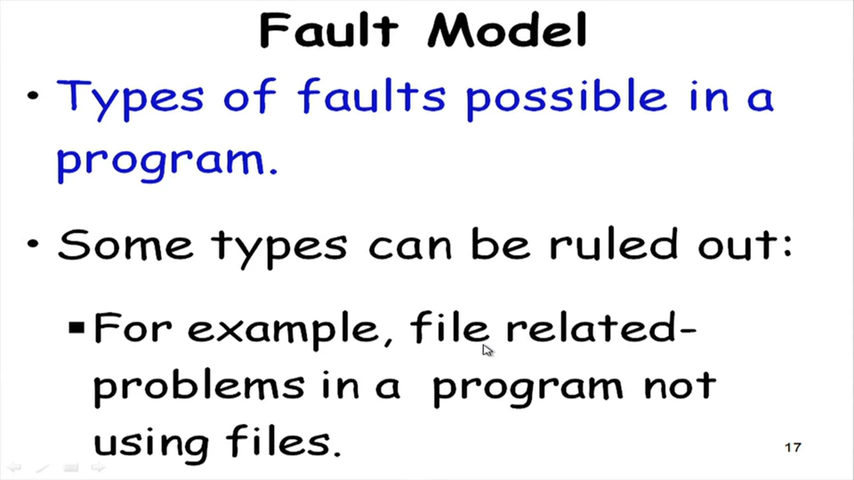 Fault Model
• Types of faults possible in a
program.
• Some types can be ruled out:
■ For example, file related-
problems in a program not
using files.
17